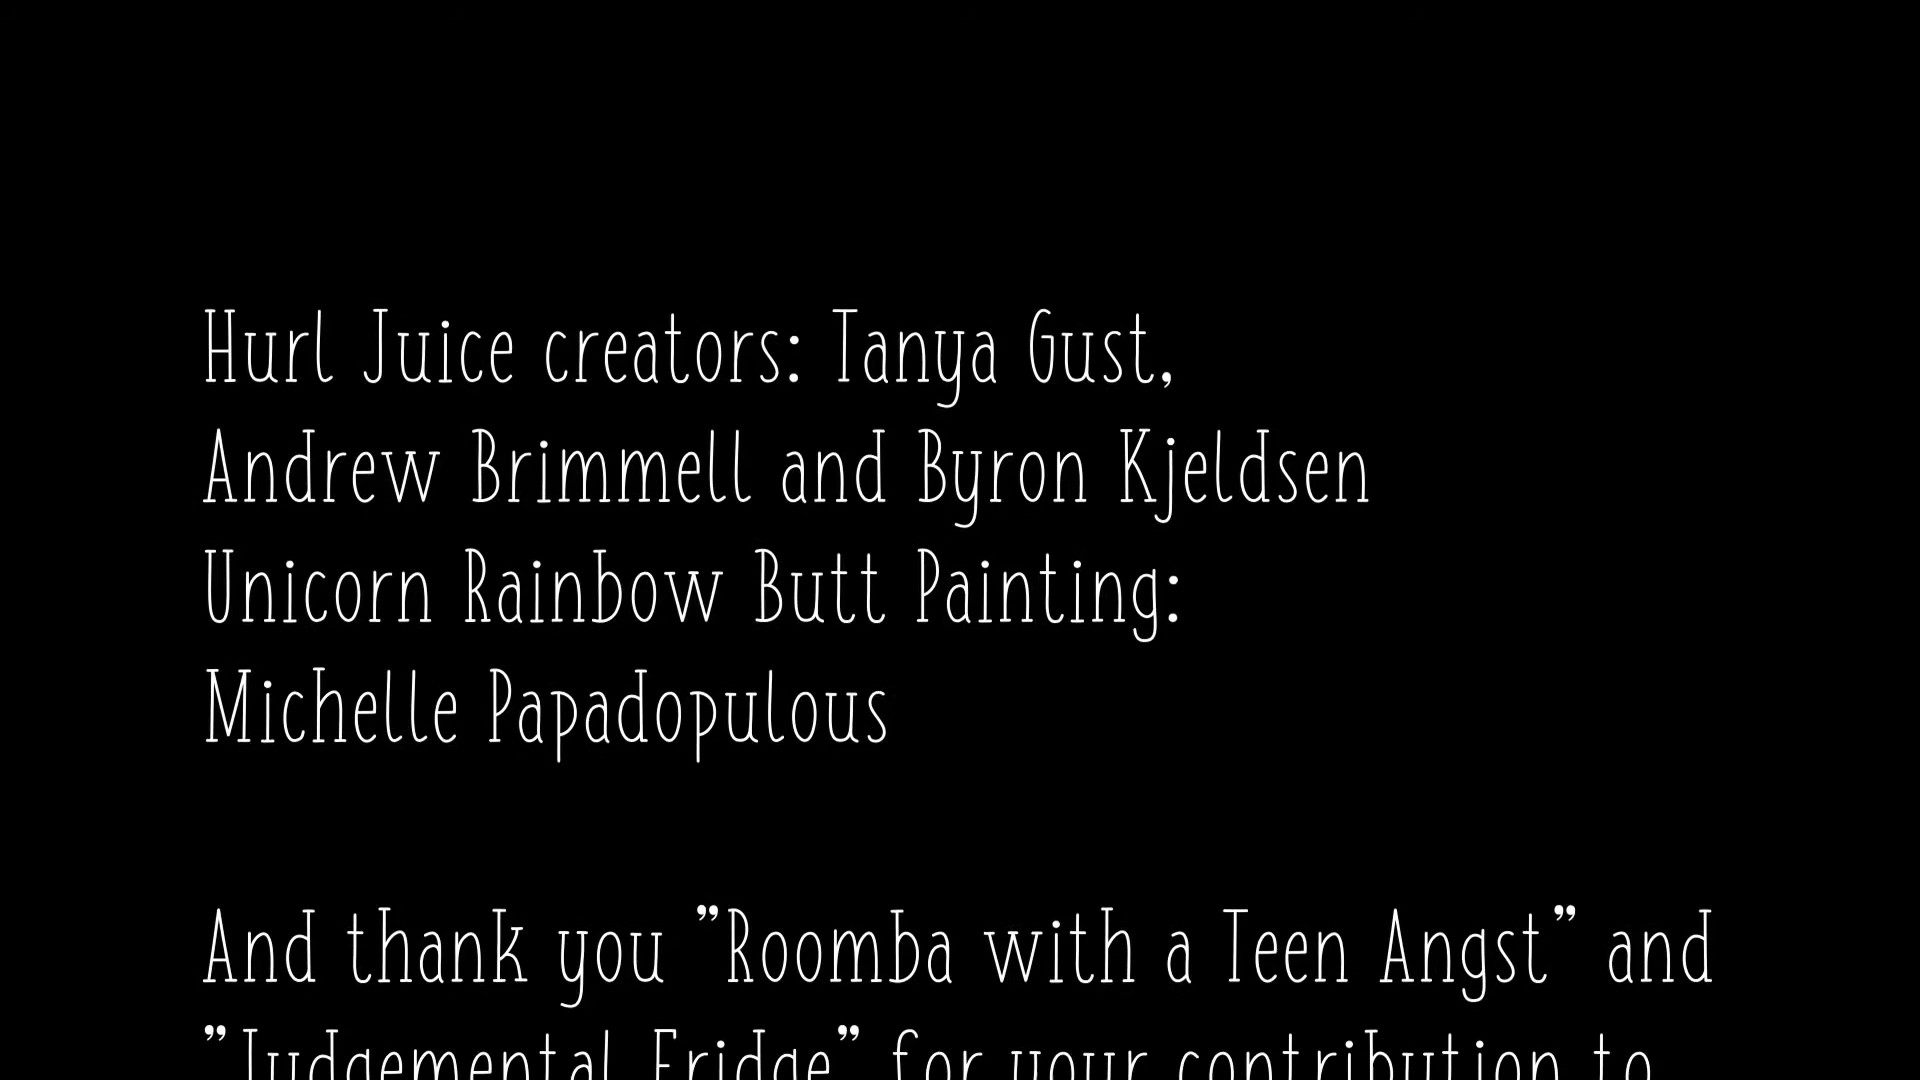 Hurl Juice creators: Tanya Gust,
Andrew Brimmell and Byron Kjeldsen
Unicorn Rainbow Butt Painting:
Michelle Papadopulous
And thank you ”Roomba with a Teen Angst” and
”Judgemental Fridge” for your contribution to